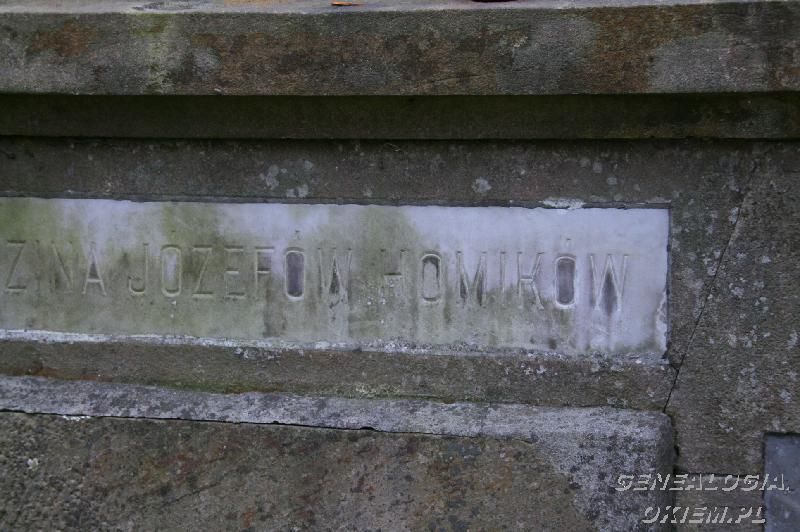 ZINA JÓZEFÓW HOMIKÓW
GENEALOGIA.
OKIEM.PL